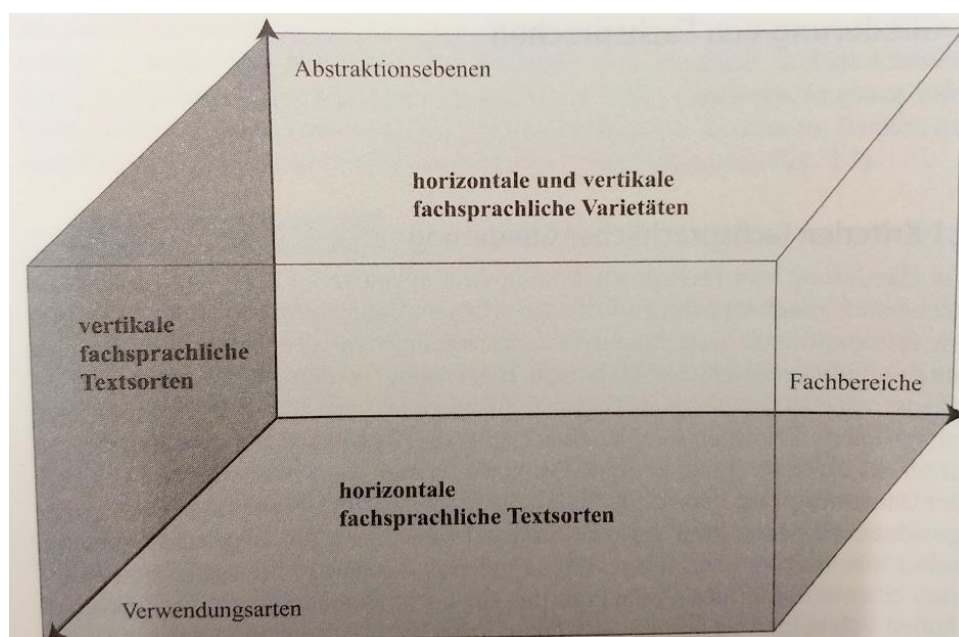 Abstraktionsebenen
horizontale und vertikale
fachsprachliche Varietäten
vertikale
fachsprachliche
Textsorten
Fachbereiche
horizontale
fachsprachliche Textsorten
Verwendungsarten